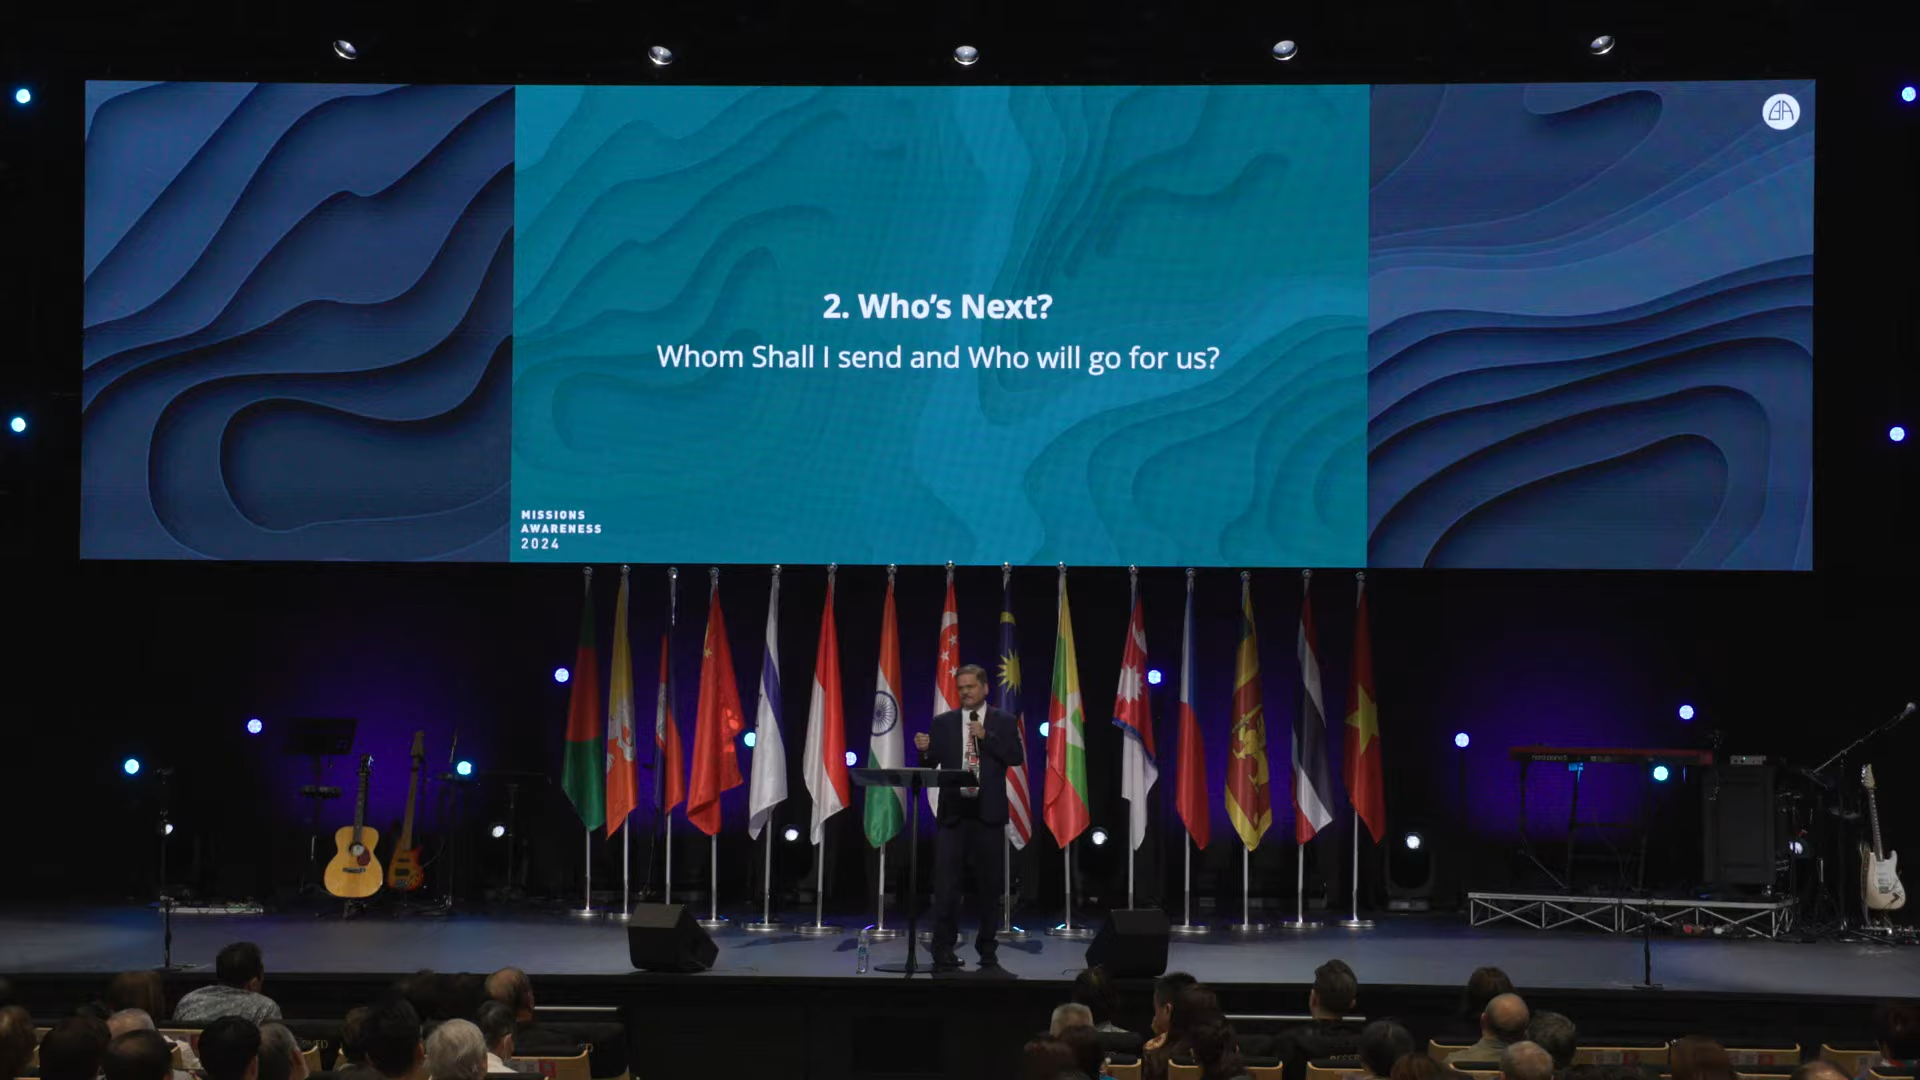 2. Who's Next?
Whom Shall I send and Who will go for us?
MISSIONS
AWARENESS
2024